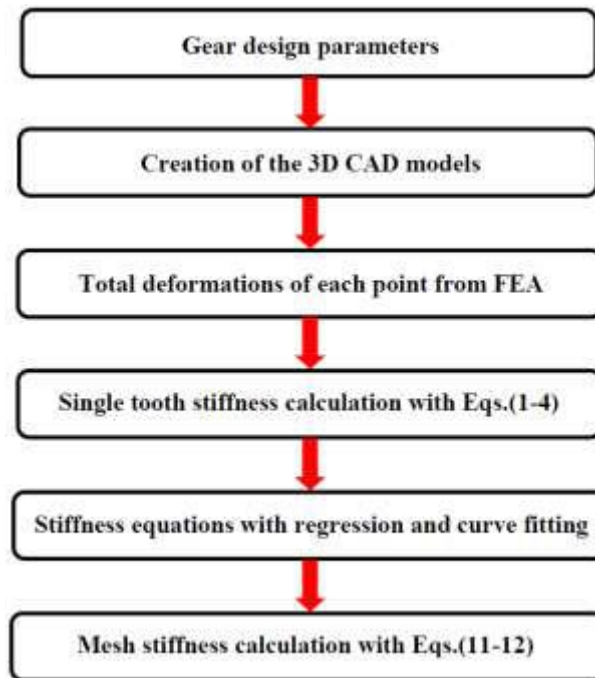 Gear design parameters
Creation of the 3D CAD models
Total deformations of each point from FEA
Single tooth stiffness calculation with Eqs.(1-4)
Stiffness equations with regression and curve fitting
Mesh stiffness calculation with Eqs.(11-12)